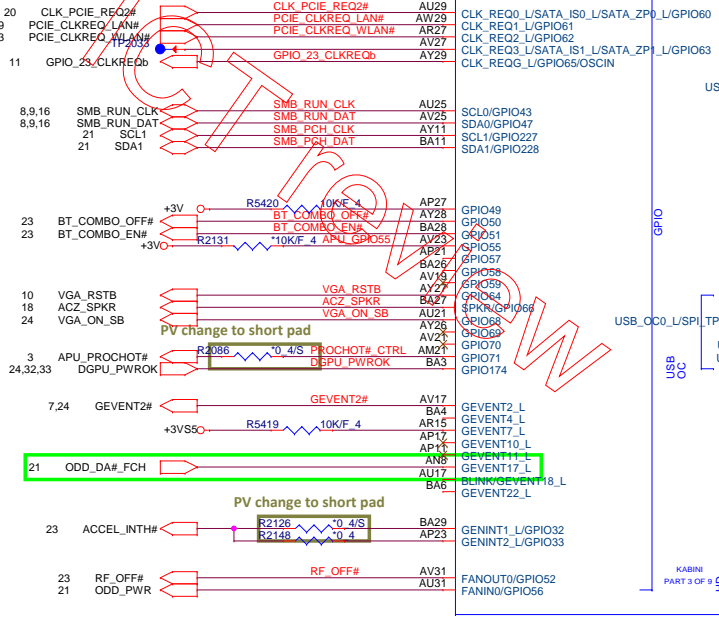 20 CLK_PCIE_REQ2# CLK_PCIE_REQ2# AU29 CLK_REQ0_L/SATA_IS0_L/SATA_ZP0_L/GPIO60
9 PCIE_CLKREQ_LAN# PCIE_CLKREQ_LAN# AW29 CLK_REQ1_L/GPIO61
3 PCIE_CLKREQ_WLAN# PCIE_CLKREQ_WLAN# AR27 CLK_REQ2_L/GPIO62
TP2033 AV27 CLK_REQ3_L/SATA_IS1_L/SATA_ZP1_L/GPIO63
11 GPIO_23_CLKREQb GPIO_23_CLKREQb AY29 CLK_REQG_L/GPIO65/OSCIN
US
8,9,16 SMB_RUN_CLK SMB_RUN_CLK AU25 SCL0/GPIO43
8,9,16 SMB_RUN_DAT SMB_RUN_DAT AV25 SDA0/GPIO47
21 SCL1 SMB_PCH_CLK AY11 SCL1/GPIO227
21 SDA1 SMB_PCH_DAT BA11 SDA1/GPIO228
+3V R5420 10K/F_4 AP27 GPIO49
23 BT_COMBO_OFF# BT_COMBO_OFF# AY28 GPIO50
23 BT_COMBO_EN# BT_COMBO_EN# BA28 GPIO51
+3V R2131 *10K/F_4 APU_GPIO55 AV23 GPIO55
AP21 GPIO57
BA26 GPIO58
AV19 GPIO59
10 VGA_RSTB VGA_RSTB AY27 GPIO64
18 ACZ_SPKR ACZ_SPKR BA27 SPKR/GPIO66
24 VGA_ON_SB VGA_ON_SB AU21 GPIO68
AY26 GPIO69
PV change to short pad
AV21 GPIO70
3 APU_PROCHOT# R2086 *0_4/S PROCHOT#_CTRL AM21 GPIO71
24,32,33 DGPU_PWROK DGPU_PWROK BA3 GPIO174
GPIO
USB_OC0_L/SPI_TP
USB
OC
7,24 GEVENT2# GEVENT2# AV17 GEVENT2_L
BA4 GEVENT4_L
+3VS5 R5419 10K/F_4 AR15 GEVENT7_L
AP17 GEVENT10_L
AP11 GEVENT11_L
21 ODD_DA#_FCH AN8 GEVENT17_L
AU17 BLINK/GEVENT18_L
BA6 GEVENT22_L
PV change to short pad
23 ACCEL_INTH# R2126 *0_4/S BA29 GENINT1_L/GPIO32
R2148 *0_4 AP23 GENINT2_L/GPIO33
23 RF_OFF# RF_OFF# AV31 FANOUT0/GPIO52
21 ODD_PWR AU31 FANIN0/GPIO56
KABINI
PART 3 OF 9
CT review